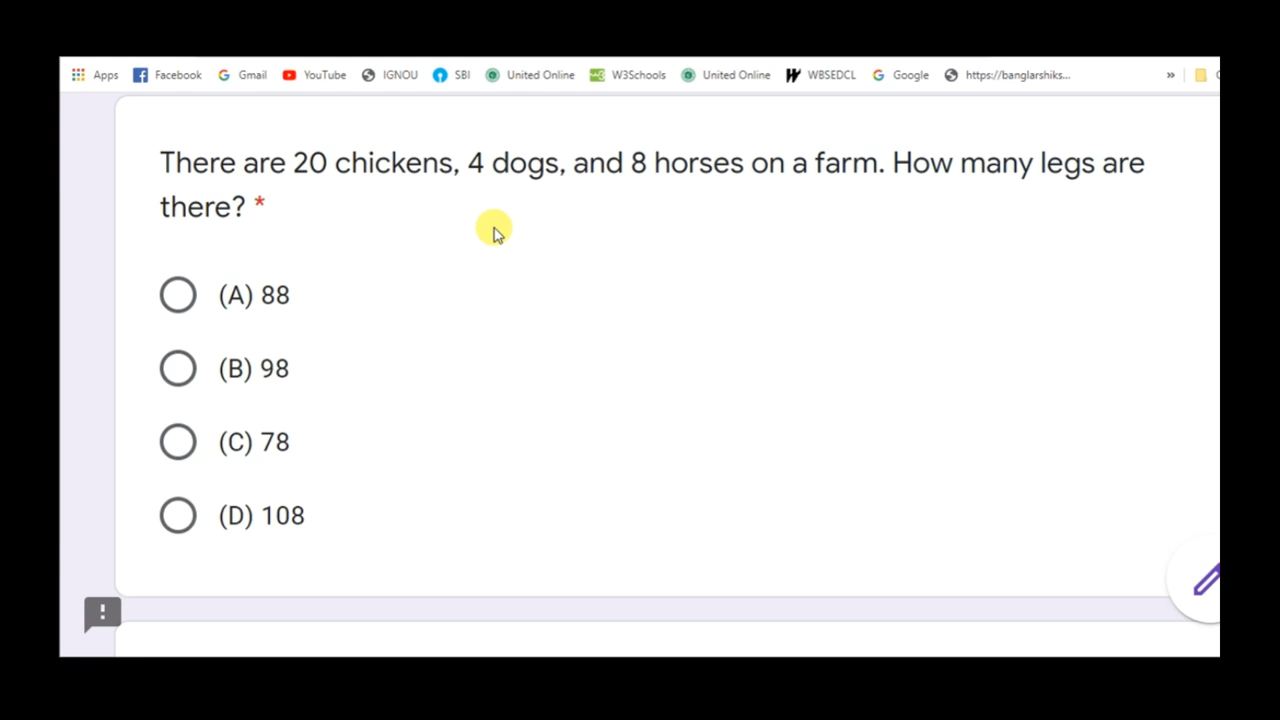 Apps Facebook Gmail YouTube IGNOU SBI United Online W3Schools United Online WBSEDCL Google https://banglarshiks... »
There are 20 chickens, 4 dogs, and 8 horses on a farm. How many legs are
there? *
(A) 88
(B) 98
(C) 78
(D) 108